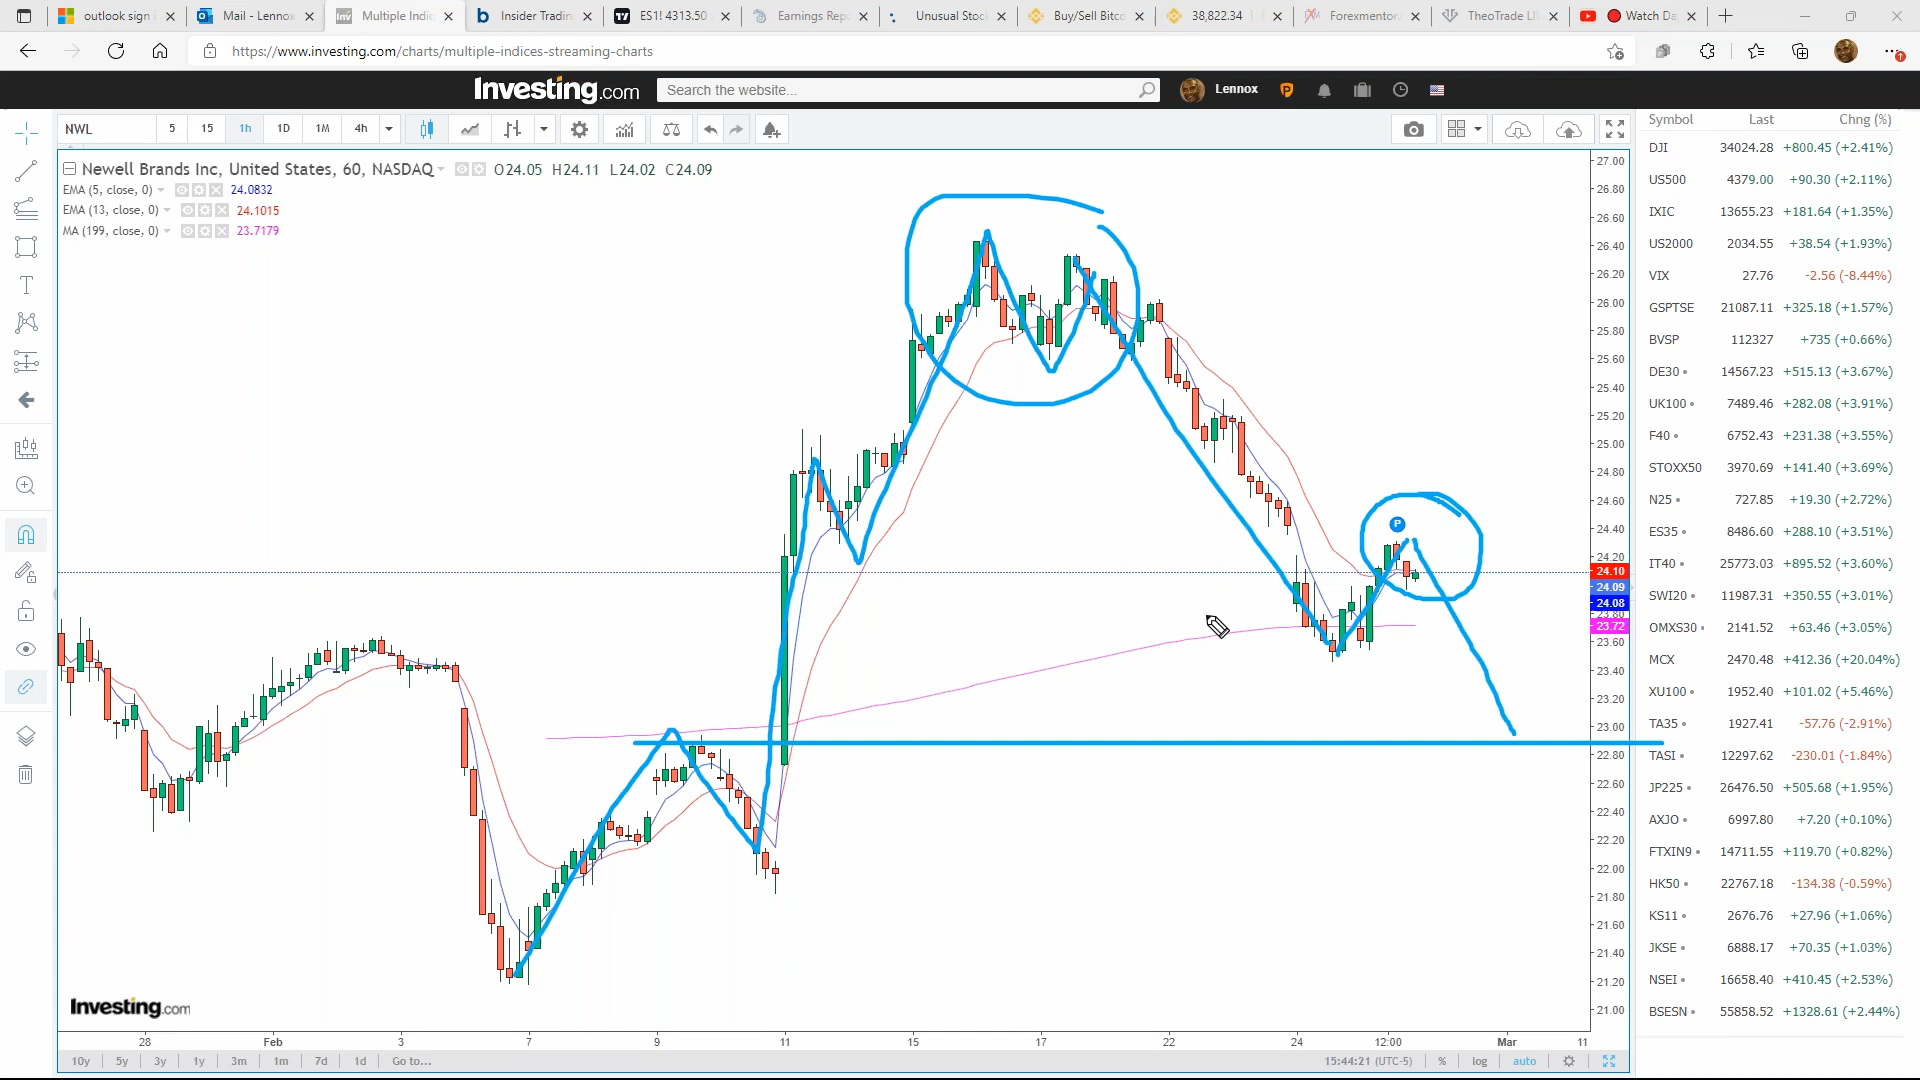 outlook sign i
Mail - Lennox
Multiple Indic
Insider Tradin
ES1! 4313.50
Earnings Rep
Unusual Stoc
Buy/Sell Bitco
38,822.34
Forexmentor.
TheoTrade LI
Watch Da
https://www.investing.com/charts/multiple-indices-streaming-charts
Investing.com
Search the website...
Lennox
NWL
5 15 1h 1D 1M 4h
Newell Brands Inc, United States, 60, NASDAQ O24.05 H24.11 L24.02 C24.09
EMA (5, close, 0) 24.0832
EMA (13, close, 0) 24.1015
MA (199, close, 0) 23.7179
P
27.00
26.80
26.60
26.40
26.20
26.00
25.80
25.60
25.40
25.20
25.00
24.80
24.60
24.40
24.20
24.10
24.09
24.08
23.80
23.72
23.60
23.40
23.20
23.00
22.80
22.60
22.40
22.20
22.00
21.80
21.60
21.40
21.20
21.00
Investing.com
28 Feb 3 7 9 11 15 17 22 24 12:00 Mar 11
10y 5y 3y 1y 3m 1m 7d 1d Go to... 15:44:21 (UTC-5) % log auto
Symbol Last Chng (%)
DJI 34024.28 +800.45 (+2.41%)
US500 4379.00 +90.30 (+2.11%)
IXIC 13655.23 +181.64 (+1.35%)
US2000 2034.55 +38.54 (+1.93%)
VIX 27.76 -2.56 (-8.44%)
GSPTSE 21087.11 +325.18 (+1.57%)
BVSP 112327 +735 (+0.66%)
DE30 14567.23 +515.13 (+3.67%)
UK100 7489.46 +282.08 (+3.91%)
F40 6752.43 +231.38 (+3.55%)
STOXX50 3970.69 +141.40 (+3.69%)
N25 727.85 +19.30 (+2.72%)
ES35 8486.60 +288.10 (+3.51%)
IT40 25773.03 +895.52 (+3.60%)
SWI20 11987.31 +350.55 (+3.01%)
OMXS30 2141.52 +63.46 (+3.05%)
MCX 2470.48 +412.36 (+20.04%)
XU100 1952.40 +101.02 (+5.46%)
TA35 1927.41 -57.76 (-2.91%)
TASI 12297.62 -230.01 (-1.84%)
JP225 26476.50 +505.68 (+1.95%)
AXJO 6997.80 +7.20 (+0.10%)
FTXIN9 14711.55 +119.70 (+0.82%)
HK50 22767.18 -134.38 (-0.59%)
KS11 2676.76 +27.96 (+1.06%)
JKSE 6888.17 +70.35 (+1.03%)
NSEI 16658.40 +410.45 (+2.53%)
BSESN 55858.52 +1328.61 (+2.44%)